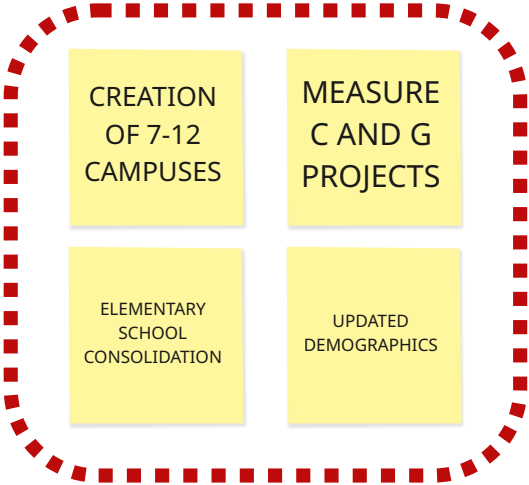 CREATION
OF 7-12
CAMPUSES
MEASURE
C AND G
PROJECTS
ELEMENTARY
SCHOOL
CONSOLIDATION
UPDATED
DEMOGRAPHICS